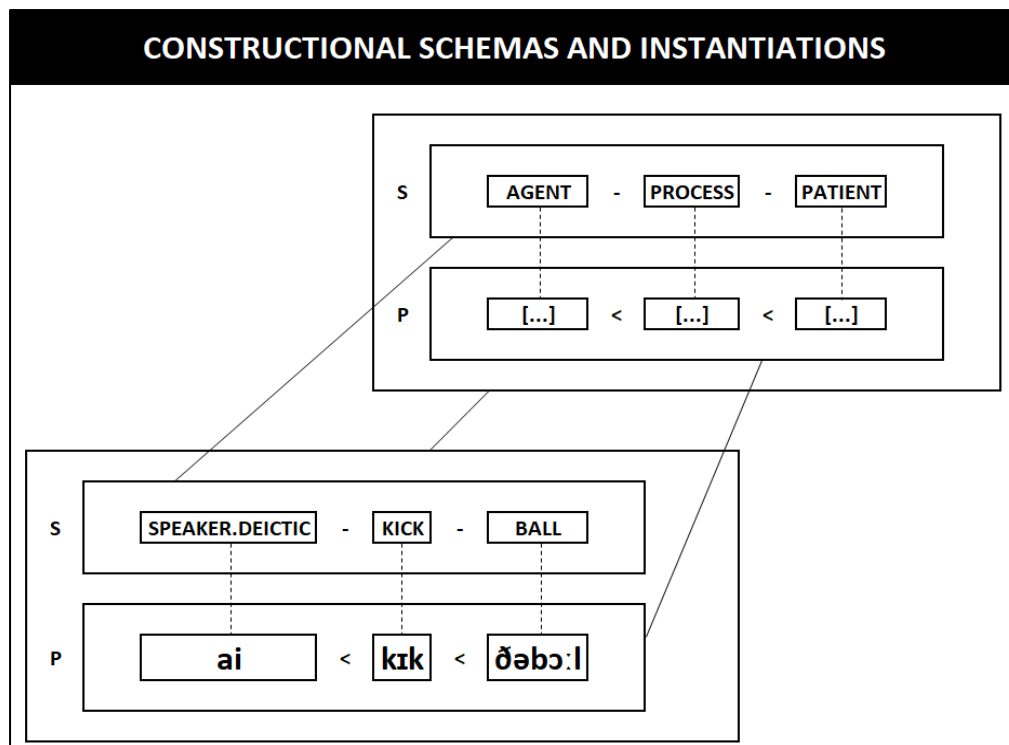 CONSTRUCTIONAL SCHEMAS AND INSTANTIATIONS
S AGENT - PROCESS - PATIENT
P [...] < [...] < [...]
S SPEAKER.DEICTIC - KICK - BALL
P ai < kɪk < ðəbɔːl